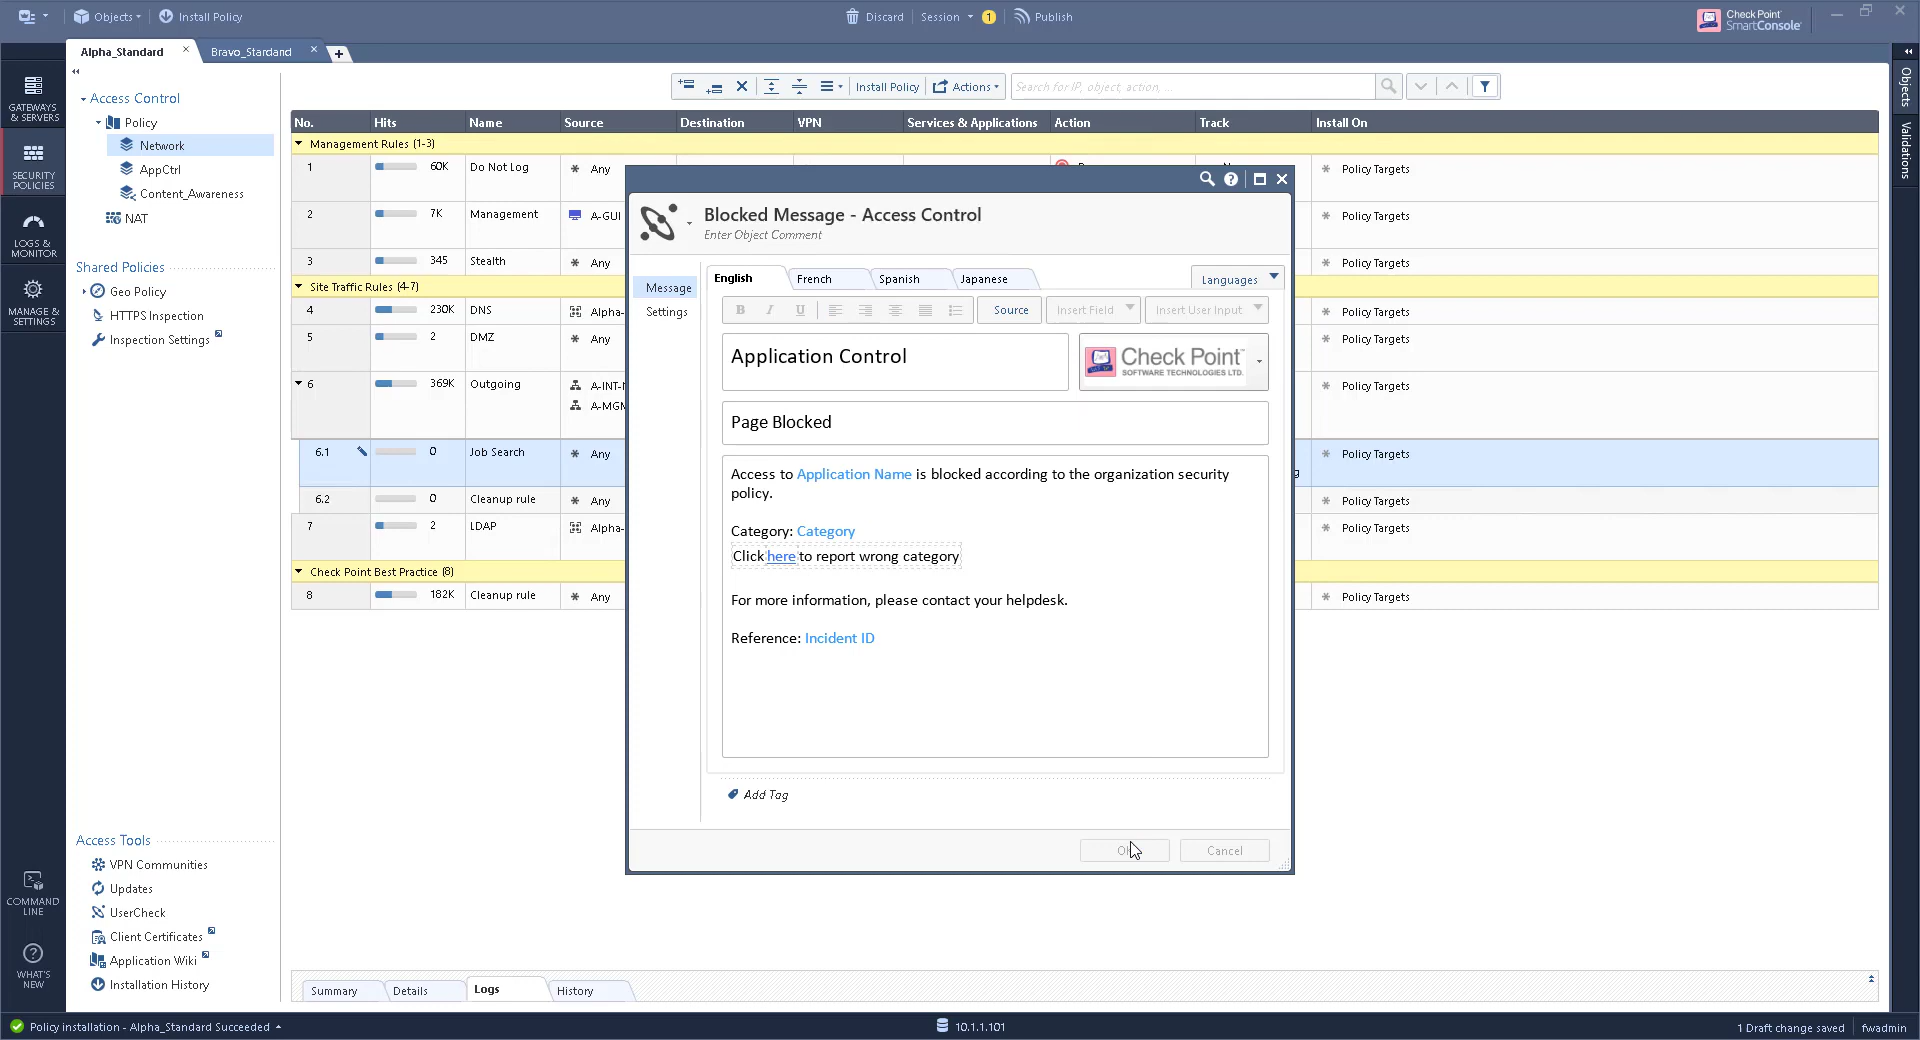 Objects
Install Policy
Discard
Session
1
Publish
Check Point
SmartConsole
Alpha_Standard
Bravo_Stardard
Objects
Validations
GATEWAYS
& SERVERS
SECURITY
POLICIES
LOGS &
MONITOR
MANAGE &
SETTINGS
COMMAND
LINE
WHAT'S
NEW
Access Control
Policy
Network
AppCtrl
Content_Awareness
NAT
Shared Policies
Geo Policy
HTTPS Inspection
Inspection Settings
Access Tools
VPN Communities
Updates
UserCheck
Client Certificates
Application Wiki
Installation History
Install Policy
Actions
Search for IP, object, action, ...
No. Hits Name Source Destination VPN Services & Applications Action Track Install On
Management Rules (1-3)
1 60K Do Not Log Any Policy Targets
2 7K Management A-GUI Policy Targets
3 345 Stealth Any Policy Targets
Site Traffic Rules (4-7)
4 230K DNS Alpha- Policy Targets
5 2 DMZ Any Policy Targets
6 369K Outgoing A-INT- Policy Targets
A-MGM
6.1 0 Job Search Any Policy Targets
6.2 0 Cleanup rule Any Policy Targets
7 2 LDAP Alpha- Policy Targets
Check Point Best Practice (8)
8 182K Cleanup rule Any Policy Targets
Blocked Message - Access Control
Enter Object Comment
Message
Settings
English French Spanish Japanese Languages
B I U Source Insert Field Insert User Input
Application Control
Check Point
SOFTWARE TECHNOLOGIES LTD.
Page Blocked
Access to Application Name is blocked according to the organization security
policy.
Category: Category
Click here to report wrong category
For more information, please contact your helpdesk.
Reference: Incident ID
Add Tag
Cancel
Summary Details Logs History
Policy installation - Alpha_Standard Succeeded
10.1.1.101
1 Draft change saved
fwadmin